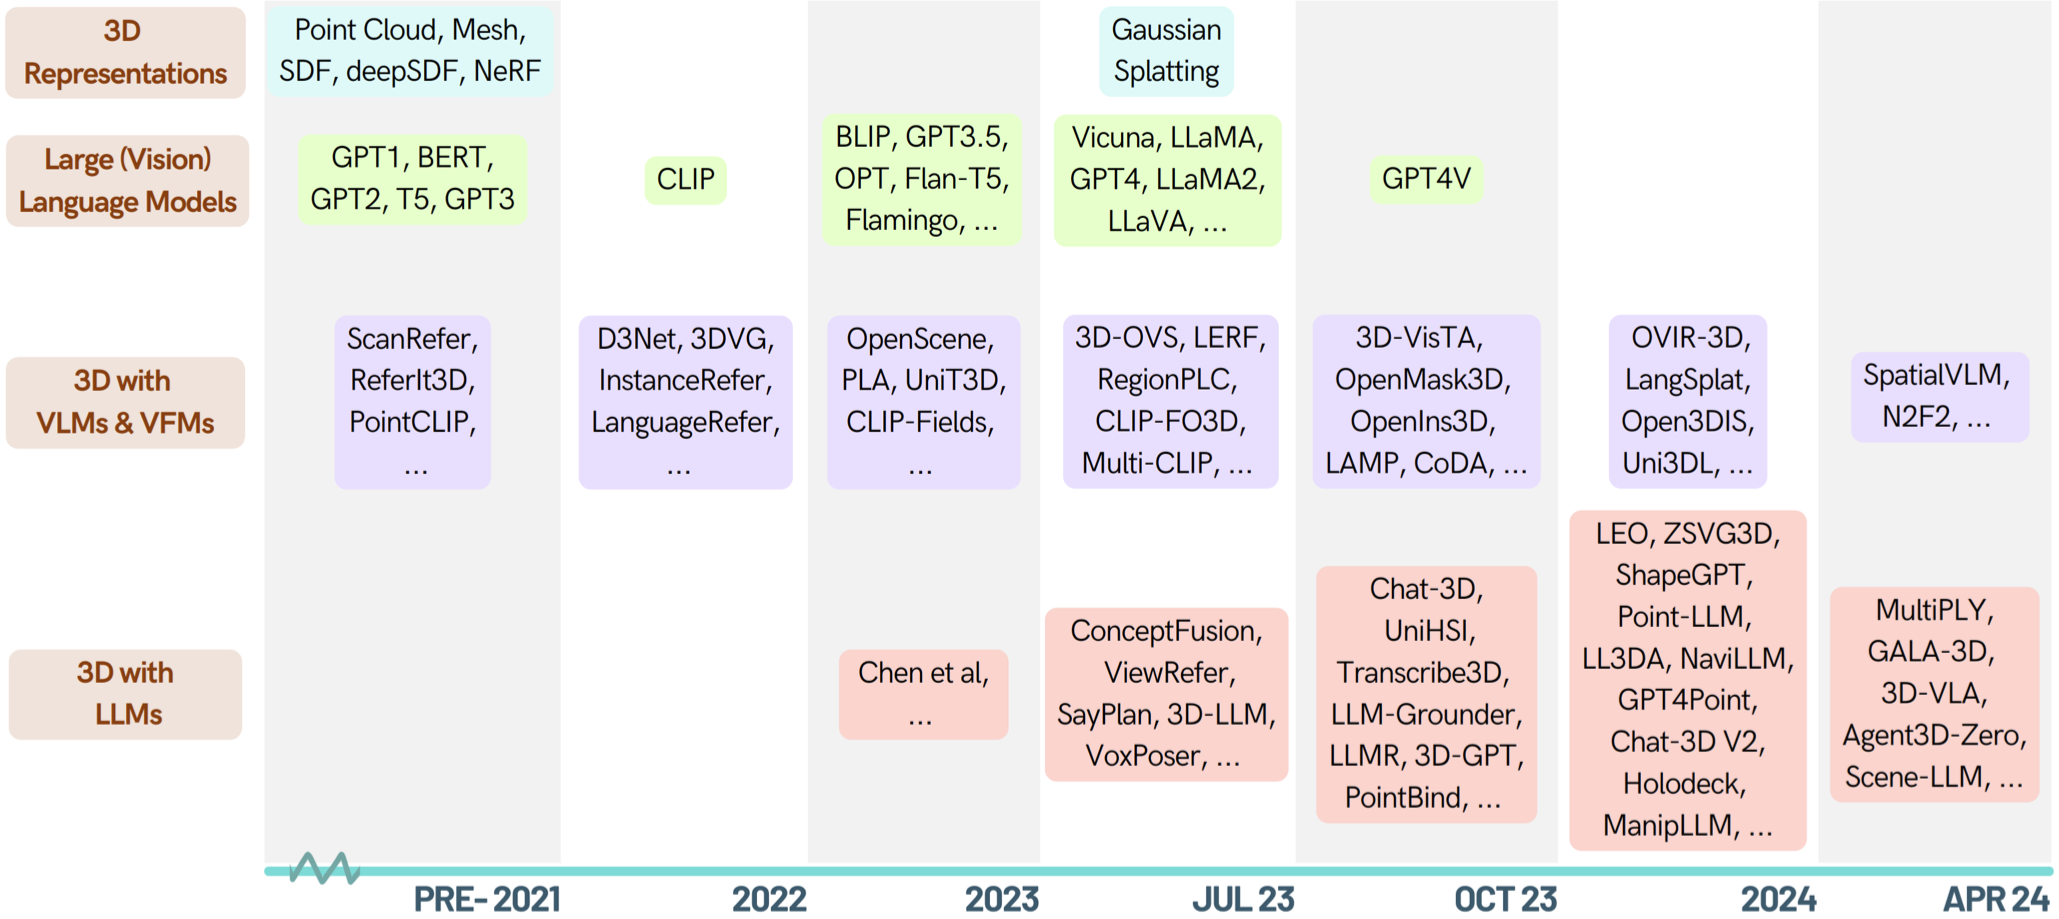 3D
Representations
Point Cloud, Mesh,
SDF, deepSDF, NeRF
Gaussian
Splatting
Large (Vision)
Language Models
GPT1, BERT,
GPT2, T5, GPT3
CLIP
BLIP, GPT3.5,
OPT, Flan-T5,
Flamingo, ...
Vicuna, LLaMA,
GPT4, LLaMA2,
LLaVA, ...
GPT4V
3D with
VLMs & VFMs
ScanRefer,
ReferIt3D,
PointCLIP,
...
D3Net, 3DVG,
InstanceRefer,
LanguageRefer,
...
OpenScene,
PLA, UniT3D,
CLIP-Fields,
...
3D-OVS, LERF,
RegionPLC,
CLIP-FO3D,
Multi-CLIP, ...
3D-VisTA,
OpenMask3D,
OpenIns3D,
LAMP, CoDA, ...
OVIR-3D,
LangSplat,
Open3DIS,
Uni3DL, ...
SpatialVLM,
N2F2, ...
3D with
LLMs
Chen et al,
...
ConceptFusion,
ViewRefer,
SayPlan, 3D-LLM,
VoxPoser, ...
Chat-3D,
UniHSI,
Transcribe3D,
LLM-Grounder,
LLMR, 3D-GPT,
PointBind, ...
LEO, ZSVG3D,
ShapeGPT,
Point-LLM,
LL3DA, NaviLLM,
GPT4Point,
Chat-3D V2,
Holodeck,
ManipLLM, ...
MultiPLY,
GALA-3D,
3D-VLA,
Agent3D-Zero,
Scene-LLM, ...
PRE- 2021
2022
2023
JUL 23
OCT 23
2024
APR 24